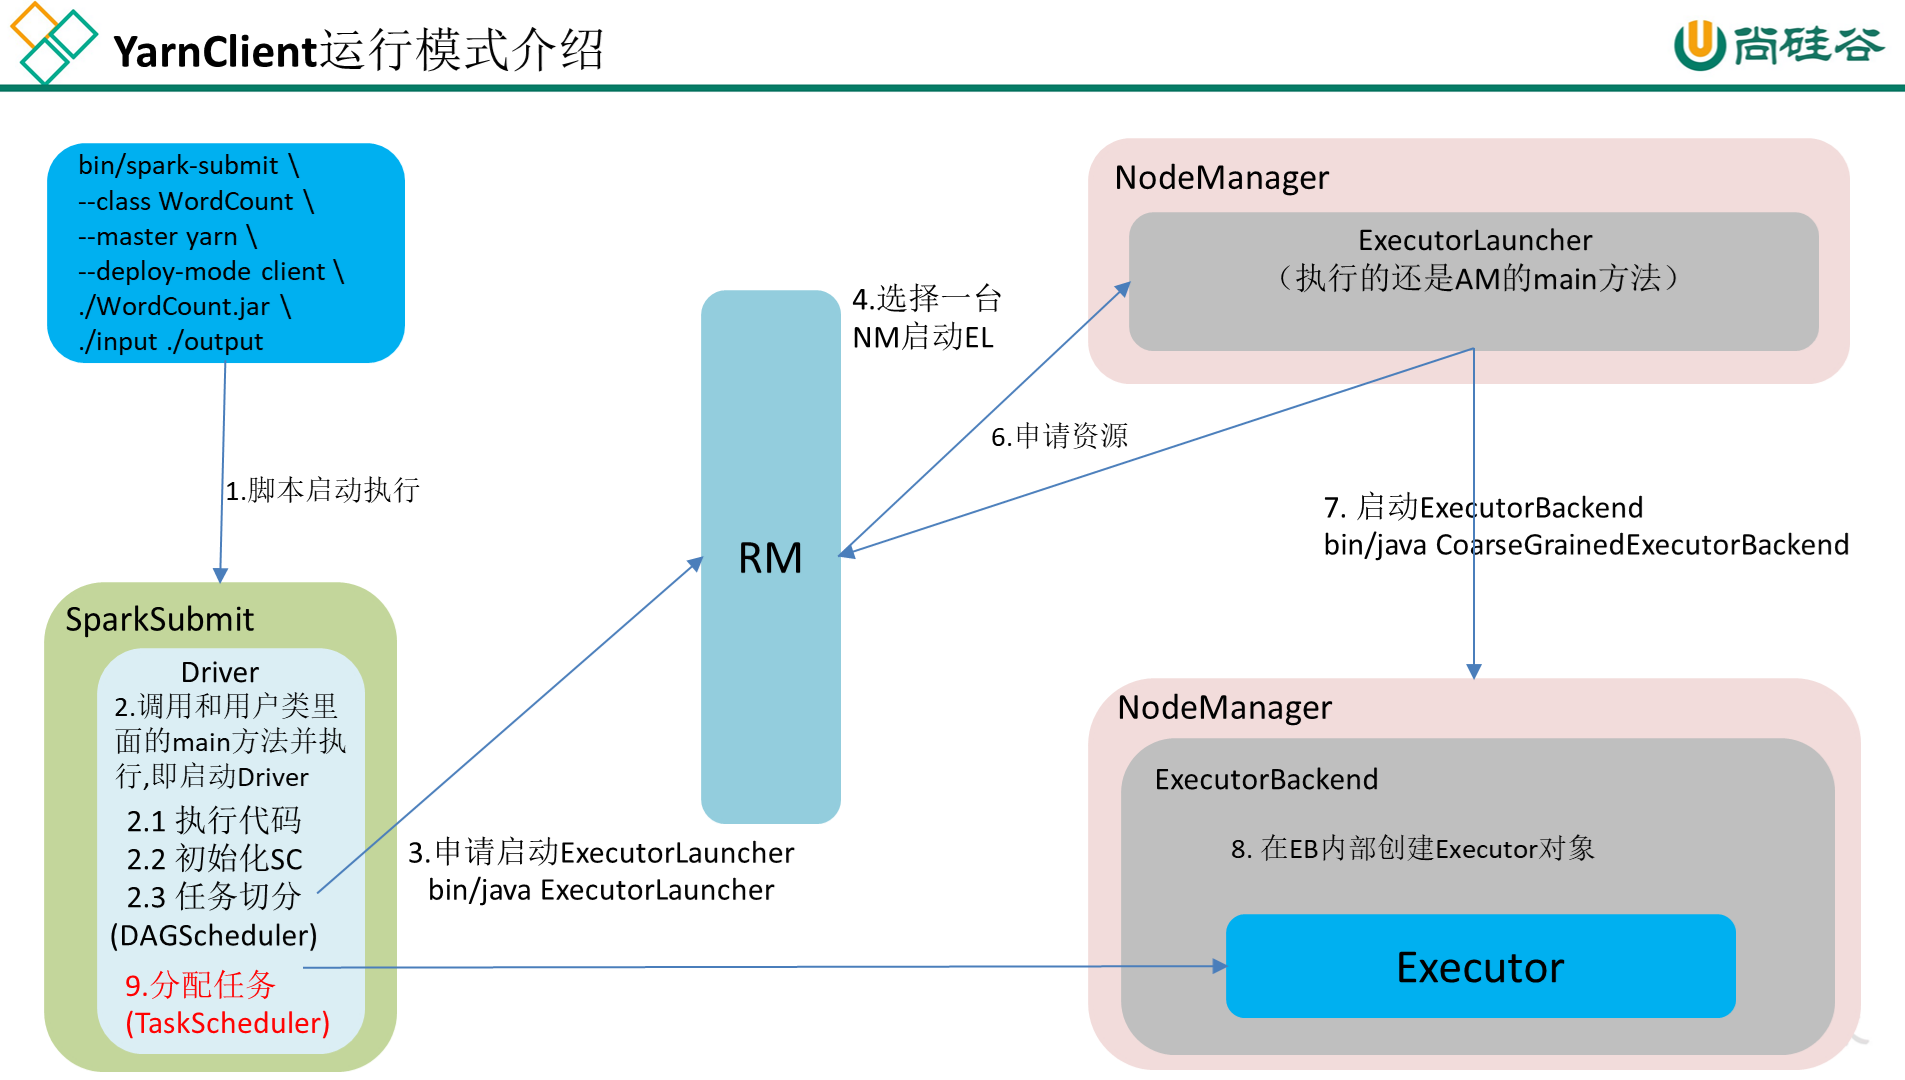 YarnClient运行模式介绍
尚硅谷
bin/spark-submit \
--class WordCount \
--master yarn \
--deploy-mode client \
./WordCount.jar \
./input ./output
1.脚本启动执行
SparkSubmit
Driver
2.调用和用户类里
面的main方法并执
行,即启动Driver
2.1 执行代码
2.2 初始化SC
2.3 任务切分
(DAGScheduler)
9.分配任务
(TaskScheduler)
3.申请启动ExecutorLauncher
bin/java ExecutorLauncher
RM
4.选择一台
NM启动EL
6.申请资源
NodeManager
ExecutorLauncher
（执行的还是AM的main方法）
7. 启动ExecutorBackend
bin/java CoarseGrainedExecutorBackend
NodeManager
ExecutorBackend
8. 在EB内部创建Executor对象
Executor